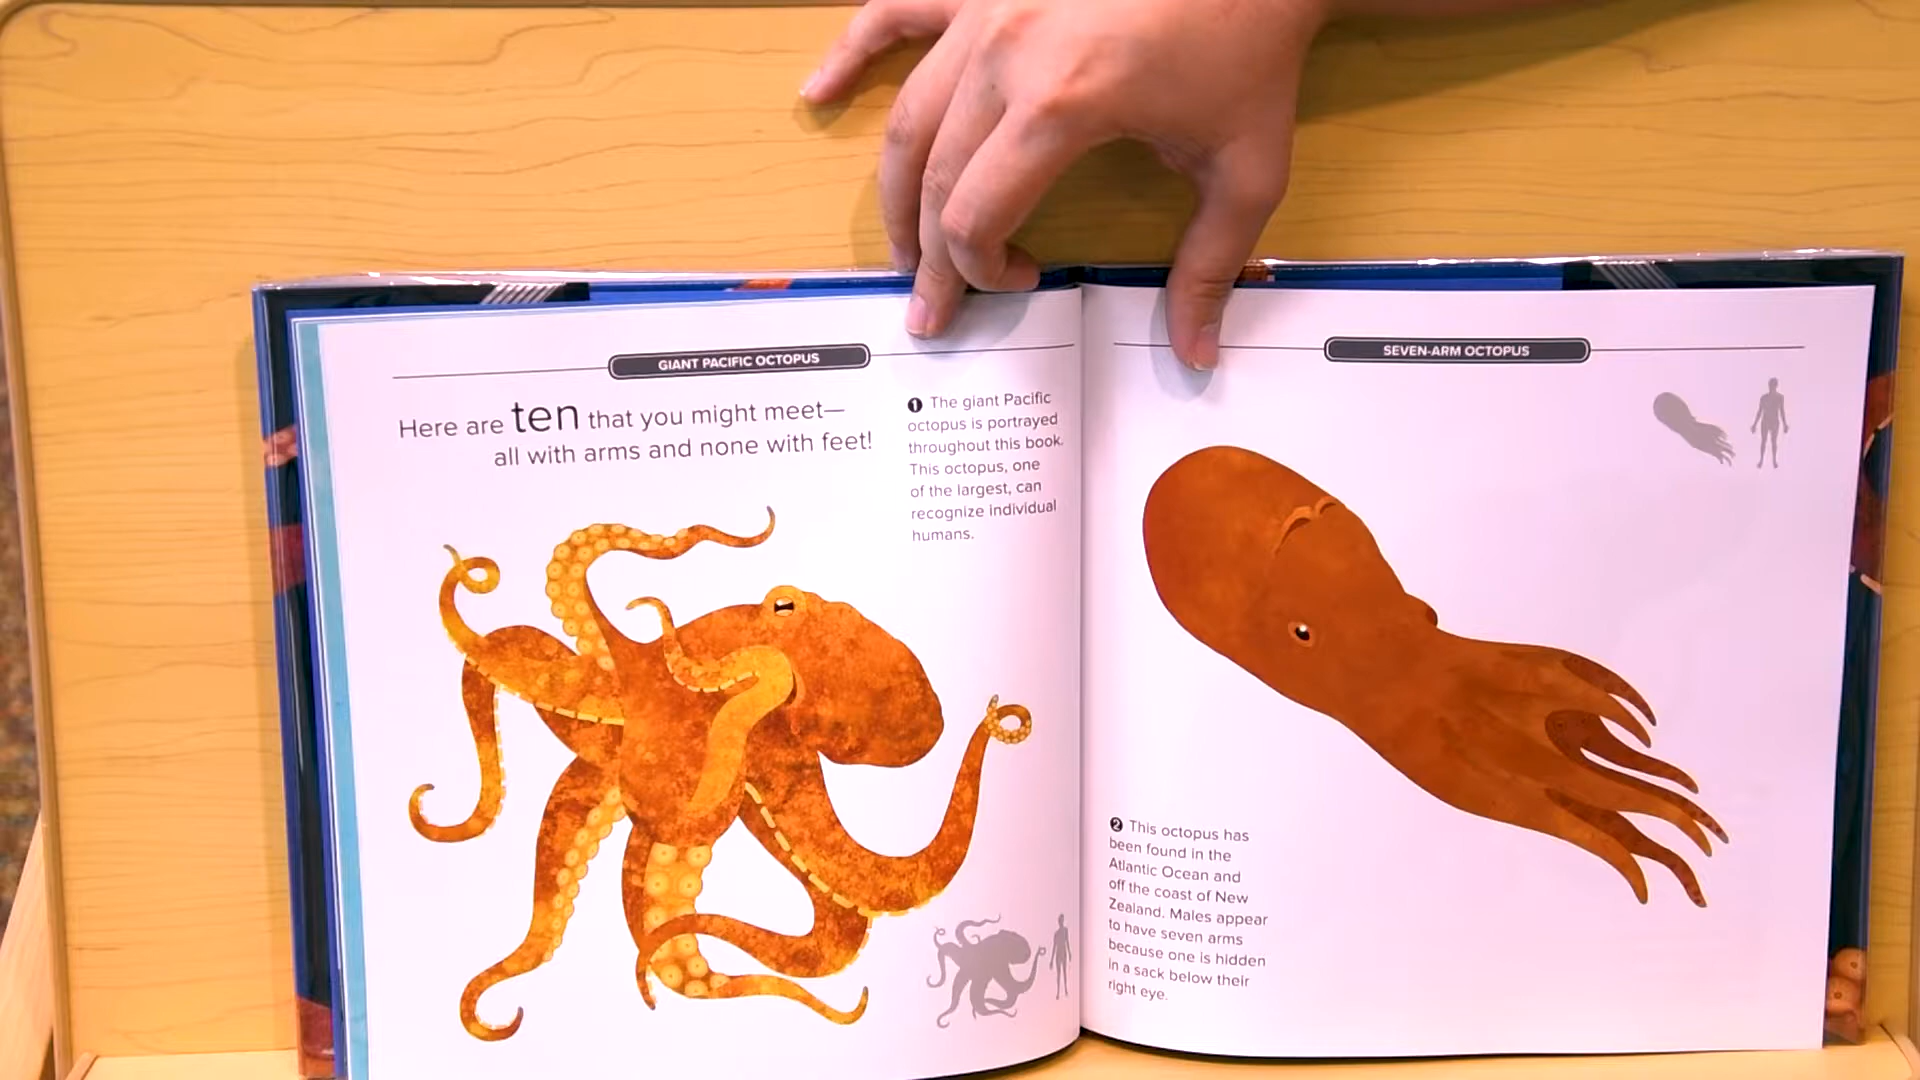 GIANT PACIFIC OCTOPUS
Here are ten that you might meet—
all with arms and none with feet!
1 The giant Pacific
octopus is portrayed
throughout this book.
This octopus, one
of the largest, can
recognize individual
humans.
SEVEN-ARM OCTOPUS
2 This octopus has
been found in the
Atlantic Ocean and
off the coast of New
Zealand. Males appear
to have seven arms
because one is hidden
in a sack below their
right eye.